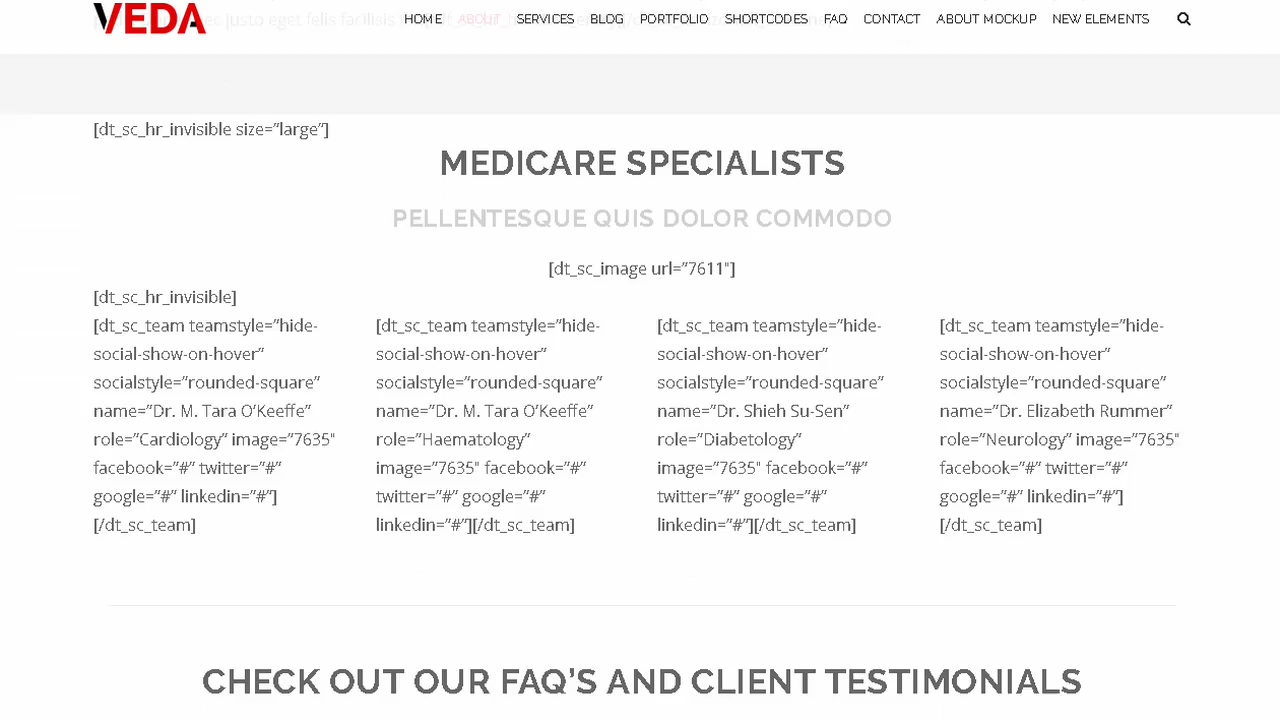 VEDA
HOME ABOUT SERVICES BLOG PORTFOLIO SHORTCODES FAQ CONTACT ABOUT MOCKUP NEW ELEMENTS
justo eget felis facilisis
[dt_sc_hr_invisible size=”large”]
MEDICARE SPECIALISTS
PELLENTESQUE QUIS DOLOR COMMODO
[dt_sc_image url=”7611″]
[dt_sc_hr_invisible]
[dt_sc_team teamstyle=”hide-
social-show-on-hover”
socialstyle=”rounded-square”
name=”Dr. M. Tara O’Keeffe”
role=”Cardiology” image=”7635″
facebook=”#” twitter=”#”
google=”#” linkedin=”#”]
[/dt_sc_team]
[dt_sc_team teamstyle=”hide-
social-show-on-hover”
socialstyle=”rounded-square”
name=”Dr. M. Tara O’Keeffe”
role=”Haematology”
image=”7635″ facebook=”#”
twitter=”#” google=”#”
linkedin=”#”][/dt_sc_team]
[dt_sc_team teamstyle=”hide-
social-show-on-hover”
socialstyle=”rounded-square”
name=”Dr. Shieh Su-Sen”
role=”Diabetology”
image=”7635″ facebook=”#”
twitter=”#” google=”#”
linkedin=”#”][/dt_sc_team]
[dt_sc_team teamstyle=”hide-
social-show-on-hover”
socialstyle=”rounded-square”
name=”Dr. Elizabeth Rummer”
role=”Neurology” image=”7635″
facebook=”#” twitter=”#”
google=”#” linkedin=”#”]
[/dt_sc_team]
CHECK OUT OUR FAQ’S AND CLIENT TESTIMONIALS